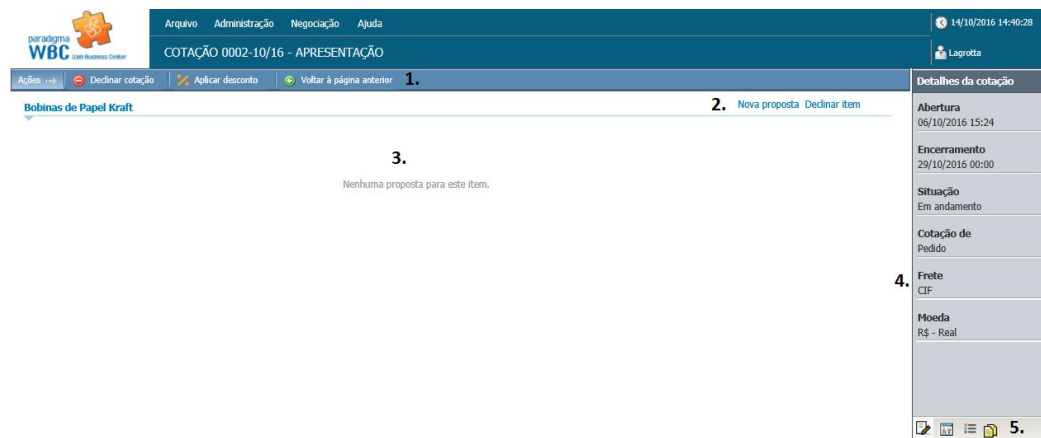 Arquivo Administração Negociação Ajuda
14/10/2016 14:40:28
paradigma
WBC Web Business Center
COTAÇÃO 0002-10/16 - APRESENTAÇÃO
Lagrotta
Ações Declinar cotação Aplicar desconto Voltar à página anterior 1.
Detalhes da cotação
Bobinas de Papel Kraft
2. Nova proposta Declinar item
3.
Nenhuma proposta para este item.
Abertura
06/10/2016 15:24
Encerramento
29/10/2016 00:00
Situação
Em andamento
Cotação de
Pedido
4.
Frete
CIF
Moeda
R$ - Real
5.